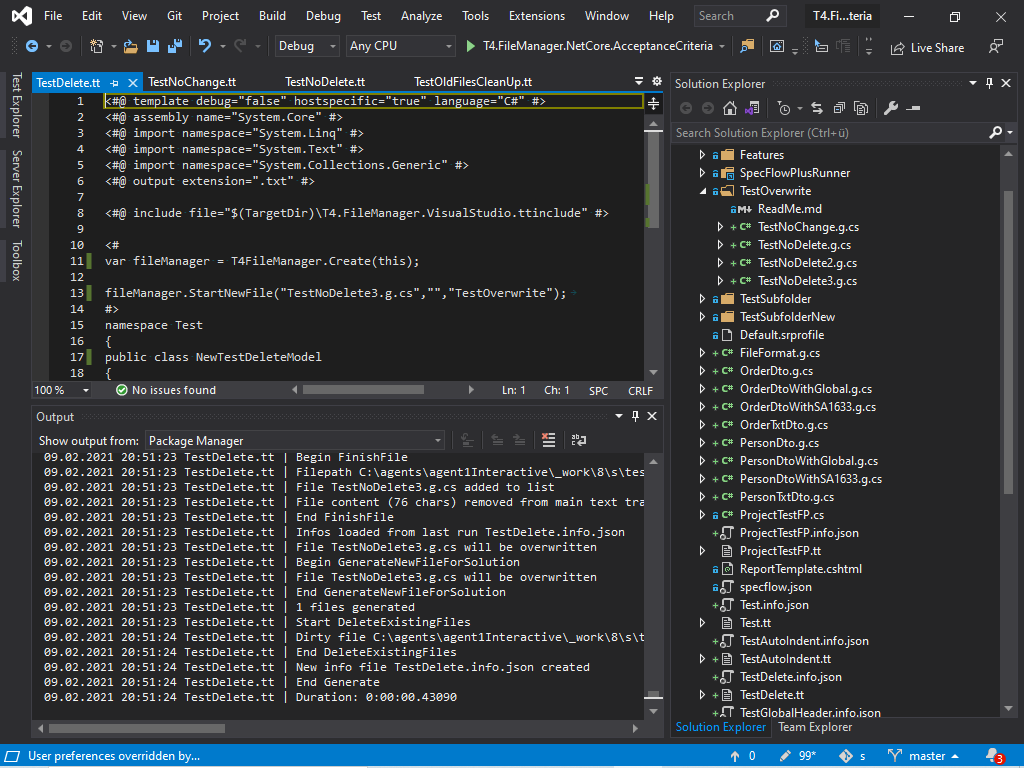 File Edit View Git Project Build Debug Test Analyze Tools Extensions Window Help Search T4.Fi...teria
Debug Any CPU T4.FileManager.NetCore.AcceptanceCriteria Live Share
Test Explorer
Server Explorer
Toolbox
TestDelete.tt TestNoChange.tt TestNoDelete.tt TestOldFilesCleanUp.tt
1 <#@ template debug="false" hostspecific="true" language="C#" #>
2 <#@ assembly name="System.Core" #>
3 <#@ import namespace="System.Linq" #>
4 <#@ import namespace="System.Text" #>
5 <#@ import namespace="System.Collections.Generic" #>
6 <#@ output extension=".txt" #>
7
8 <#@ include file="$(TargetDir)\T4.FileManager.VisualStudio.ttinclude" #>
9
10 <#
11 var fileManager = T4FileManager.Create(this);
12
13 fileManager.StartNewFile("TestNoDelete3.g.cs","","TestOverwrite");
14 #>
15 namespace Test
16 {
17 public class NewTestDeleteModel
18 {
100 % No issues found Ln: 1 Ch: 1 SPC CRLF
Output
Show output from: Package Manager
09.02.2021 20:51:23 TestDelete.tt | Begin FinishFile
09.02.2021 20:51:23 TestDelete.tt | Filepath C:\agents\agent1Interactive\_work\8\s\tes
09.02.2021 20:51:23 TestDelete.tt | File TestNoDelete3.g.cs added to list
09.02.2021 20:51:23 TestDelete.tt | File content (76 chars) removed from main text tra
09.02.2021 20:51:23 TestDelete.tt | End FinishFile
09.02.2021 20:51:23 TestDelete.tt | Infos loaded from last run TestDelete.info.json
09.02.2021 20:51:23 TestDelete.tt | File TestNoDelete3.g.cs will be overwritten
09.02.2021 20:51:23 TestDelete.tt | Begin GenerateNewFileForSolution
09.02.2021 20:51:23 TestDelete.tt | File TestNoDelete3.g.cs will be overwritten
09.02.2021 20:51:23 TestDelete.tt | End GenerateNewFileForSolution
09.02.2021 20:51:23 TestDelete.tt | 1 files generated
09.02.2021 20:51:23 TestDelete.tt | Start DeleteExistingFiles
09.02.2021 20:51:24 TestDelete.tt | Dirty file C:\agents\agent1Interactive\_work\8\s\t
09.02.2021 20:51:24 TestDelete.tt | End DeleteExistingFiles
09.02.2021 20:51:24 TestDelete.tt | New info file TestDelete.info.json created
09.02.2021 20:51:24 TestDelete.tt | End Generate
09.02.2021 20:51:24 TestDelete.tt | Duration: 0:00:00.43090
Solution Explorer
Search Solution Explorer (Ctrl+ü)
Features
SpecFlowPlusRunner
TestOverwrite
M↓ ReadMe.md
+ C# TestNoChange.g.cs
+ C# TestNoDelete.g.cs
+ C# TestNoDelete2.g.cs
+ C# TestNoDelete3.g.cs
TestSubfolder
TestSubfolderNew
Default.srprofile
+ C# FileFormat.g.cs
+ C# OrderDto.g.cs
+ C# OrderDtoWithGlobal.g.cs
+ C# OrderDtoWithSA1633.g.cs
+ C# OrderTxtDto.g.cs
+ C# PersonDto.g.cs
+ C# PersonDtoWithGlobal.g.cs
+ C# PersonDtoWithSA1633.g.cs
+ C# PersonTxtDto.g.cs
C# ProjectTestFP.cs
+ ProjectTestFP.info.json
ProjectTestFP.tt
ReportTemplate.cshtml
specflow.json
+ Test.info.json
Test.tt
+ TestAutoIndent.info.json
+ TestAutoIndent.tt
+ TestDelete.info.json
+ TestDelete.tt
+ TestGlobalHeader.info.json
Solution Explorer Team Explorer
User preferences overridden by... 0 99* s master 3